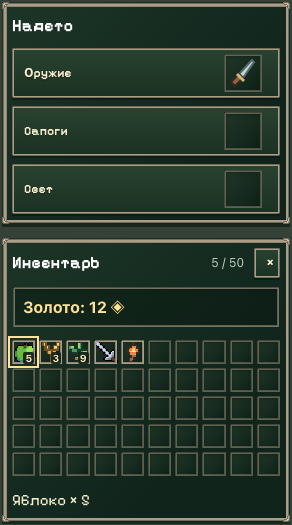 Надето
Оружие
Сапоги
Свет
Инвентарь
5 / 50
×
Золото: 12 ◈
5
3
9
Яблоко × 5